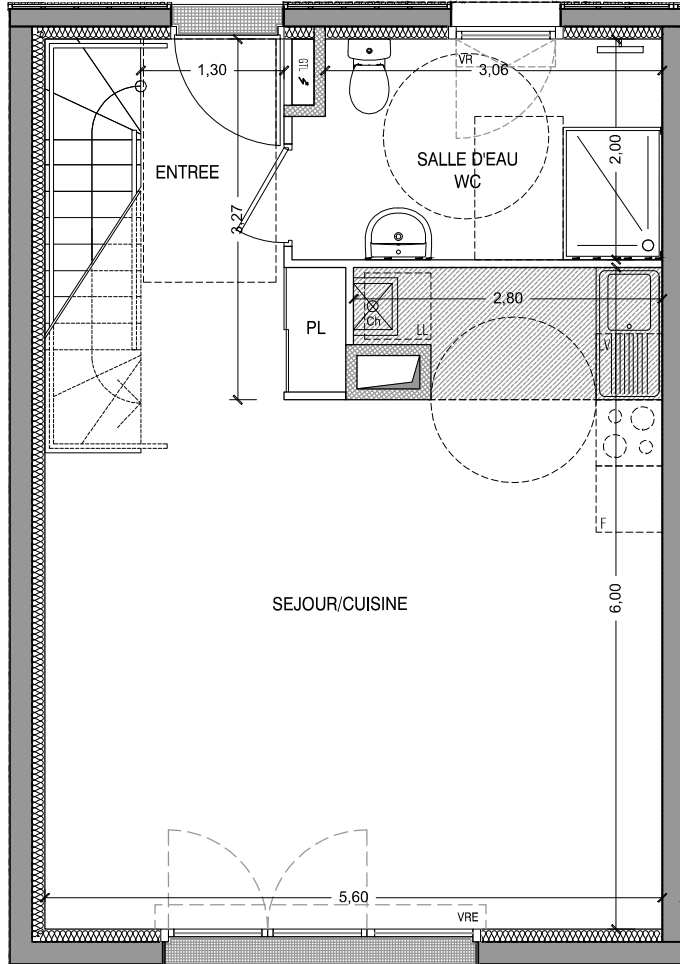 1,30
GTL
VR
3,06
ENTREE
SALLE D'EAU
WC
2,00
3,27
2,80
PL
Ch
LL
LV
F
SEJOUR/CUISINE
6,00
5,60
VRE